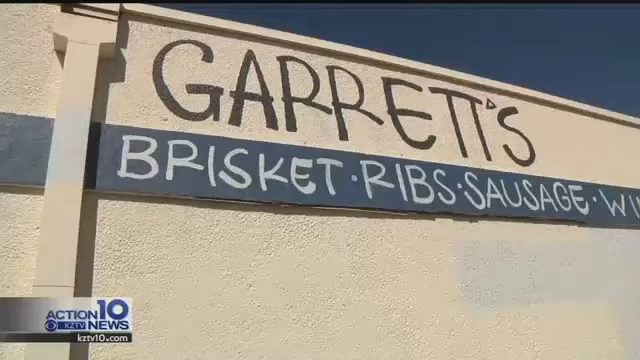 GARRETT'S
BRISKET · RIBS · SAUSAGE ·
ACTION 10
KZTV NEWS
kztv10.com